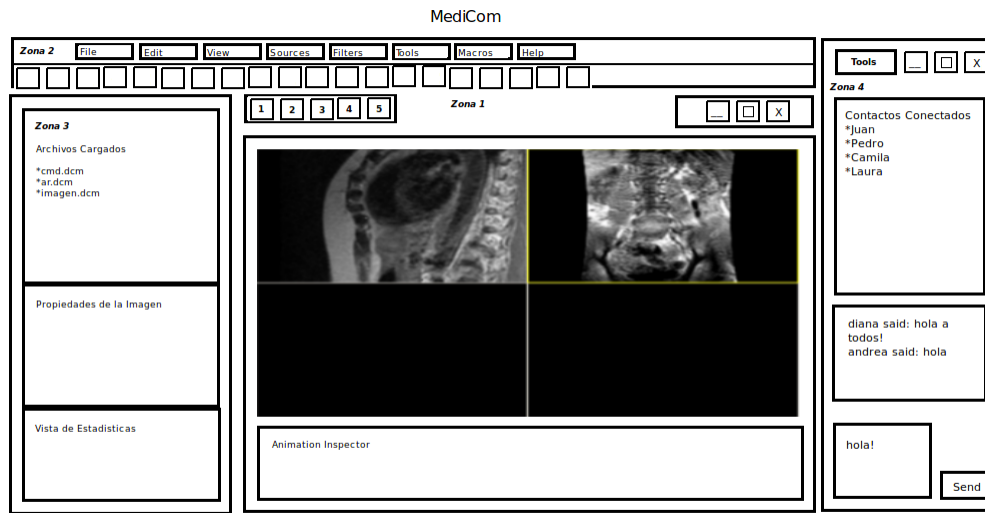 MediCom
Zona 2
File
Edit
View
Sources
Filters
Tools
Macros
Help
Zona 3
Archivos Cargados
*cmd.dcm
*ar.dcm
*imagen.dcm
Propiedades de la Imagen
Vista de Estadisticas
1 2 3 4 5
Zona 1
__ X
Animation Inspector
Tools
__ X
Zona 4
Contactos Conectados
*Juan
*Pedro
*Camila
*Laura
diana said: hola a
todos!
andrea said: hola
hola!
Send